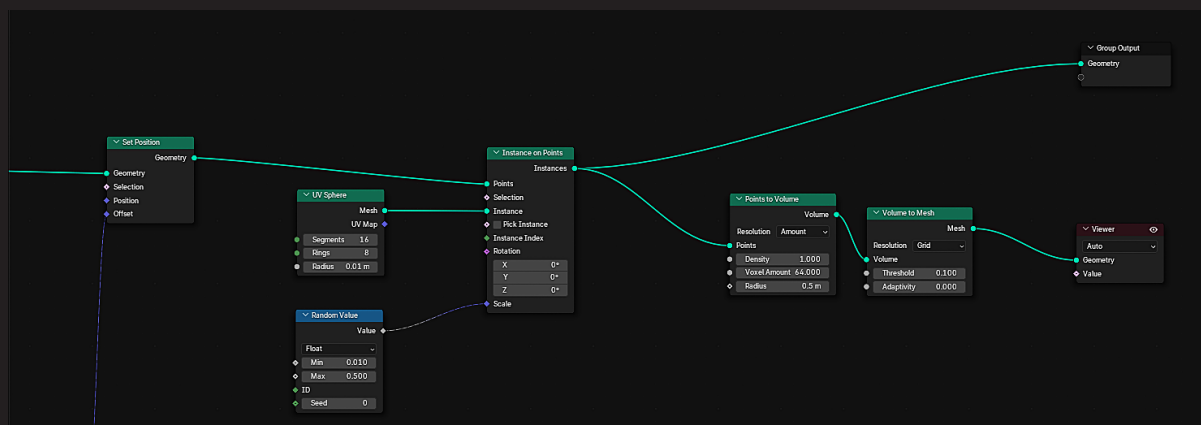 Group Output
Geometry
Set Position
Geometry
Geometry
Selection
Position
Offset
UV Sphere
Mesh
UV Map
Segments 16
Rings 8
Radius 0.01 m
Random Value
Value
Float
Min 0.010
Max 0.500
ID
Seed 0
Instance on Points
Instances
Points
Selection
Instance
Pick Instance
Instance Index
Rotation
X 0°
Y 0°
Z 0°
Scale
Points to Volume
Volume
Resolution Amount
Points
Density 1.000
Voxel Amount 64.000
Radius 0.5 m
Volume to Mesh
Mesh
Resolution Grid
Volume
Threshold 0.100
Adaptivity 0.000
Viewer
Auto
Geometry
Value